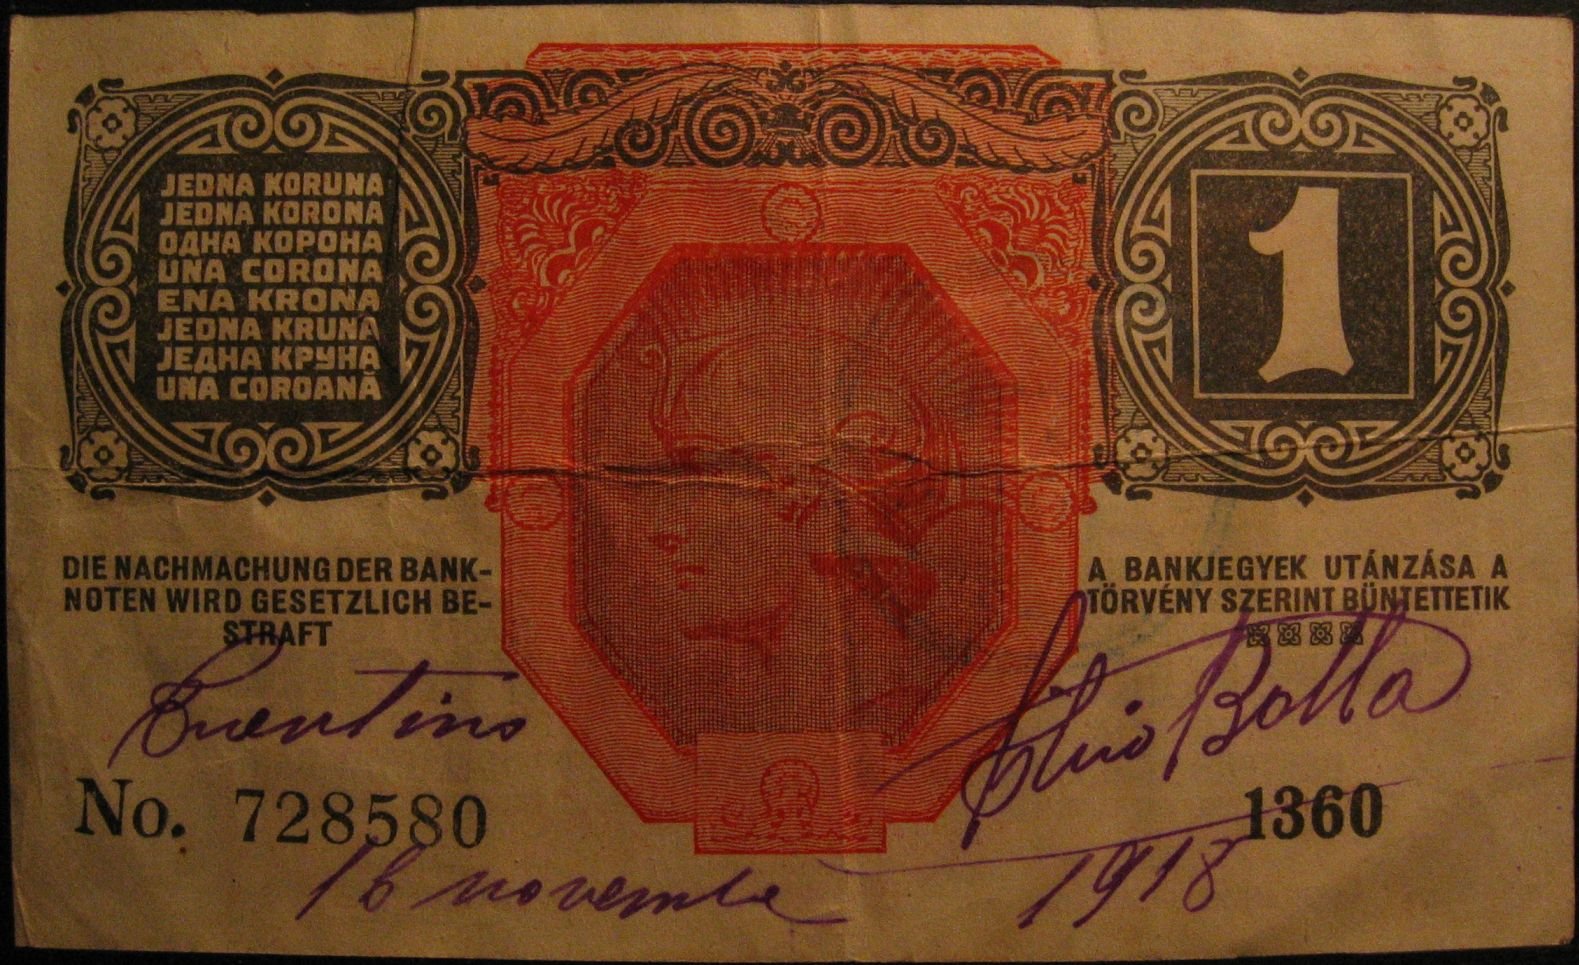 JEDNA KORUNA
JEDNA KORONA
ОДНА КОРОНА
UNA CORONA
ENA KRONA
JEDNA KRUNA
ЈЕДНА КРУНА
UNA COROANĂ
1
DIE NACHMACHUNG DER BANK-
NOTEN WIRD GESETZLICH BE-
STRAFT
A BANKJEGYEK UTÁNZÁSA A
TÖRVÉNY SZERINT BÜNTETTETIK
Trentino
Silvio Botta
No. 728580
1360
16 novembre 1918